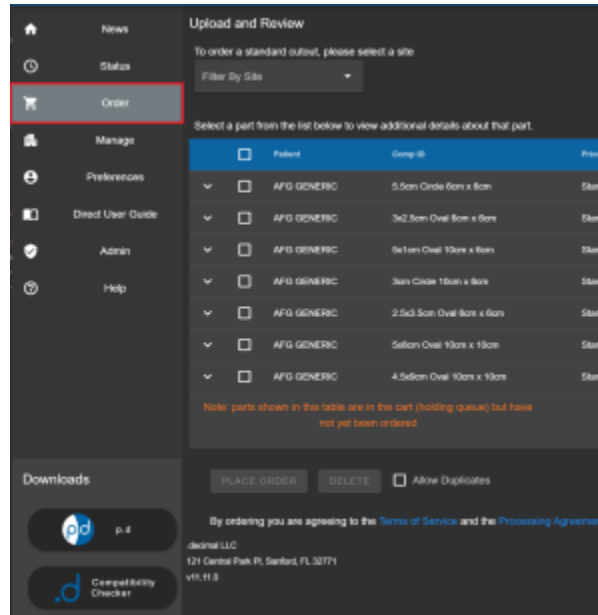 News
Status
Order
Manage
Preferences
Direct User Guide
Admin
Help
Downloads
p.d
Compatibility
Checker
Upload and Review
To order a standard cutout, please select a site
Filter By Site
Select a part from the list below to view additional details about that part.
Patient Comp ID
AFG GENERIC 5.5cm Circle 6cm x 6cm
AFG GENERIC 3x2.5cm Oval 6cm x 6cm
AFG GENERIC Oval 10cm x 6cm
AFG GENERIC 3cm Circle 10cm x 6cm
AFG GENERIC 2.5x3.5cm Oval 6cm x 6cm
AFG GENERIC Oval 10cm x 10cm
AFG GENERIC Oval 10cm x 10cm
Note: parts shown in this table are in the cart (holding queue) but have
not yet been ordered
PLACE ORDER DELETE Allow Duplicates
By ordering you are agreeing to the Terms of Service and the Processing Agreeme
.decimal LLC
121 Central Park Pl, Sanford, FL 32771
v11.11.0